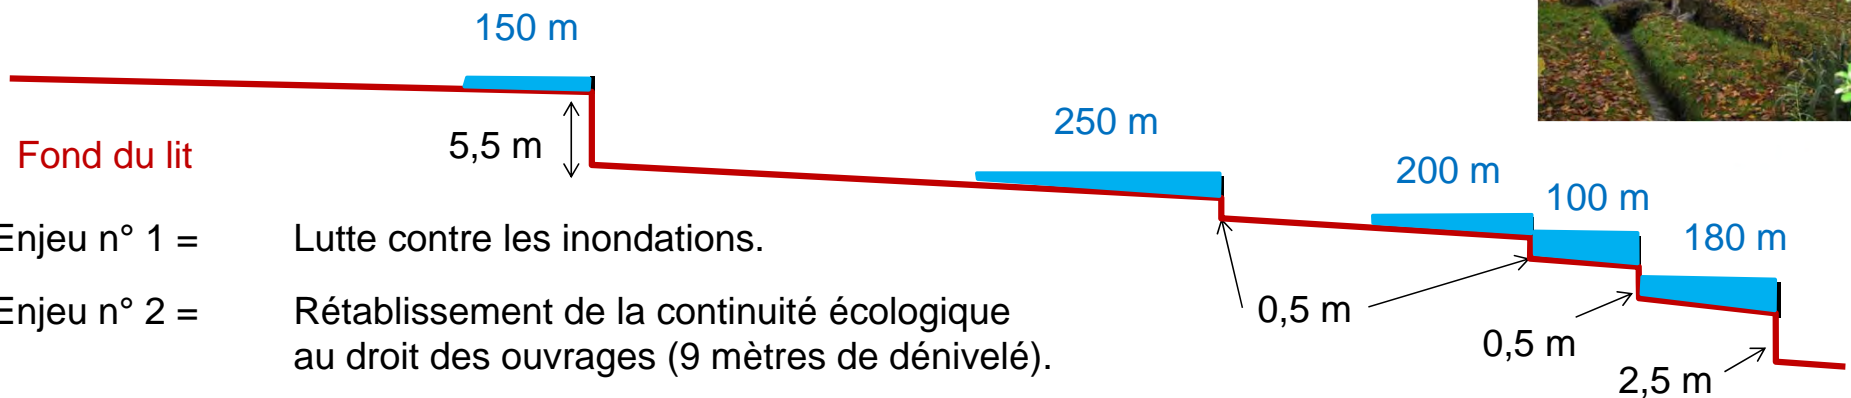 150 m
250 m
5,5 m
Fond du lit
200 m
100 m
180 m
Enjeu n° 1 = Lutte contre les inondations.
Enjeu n° 2 = Rétablissement de la continuité écologique
au droit des ouvrages (9 mètres de dénivelé).
0,5 m
0,5 m
2,5 m